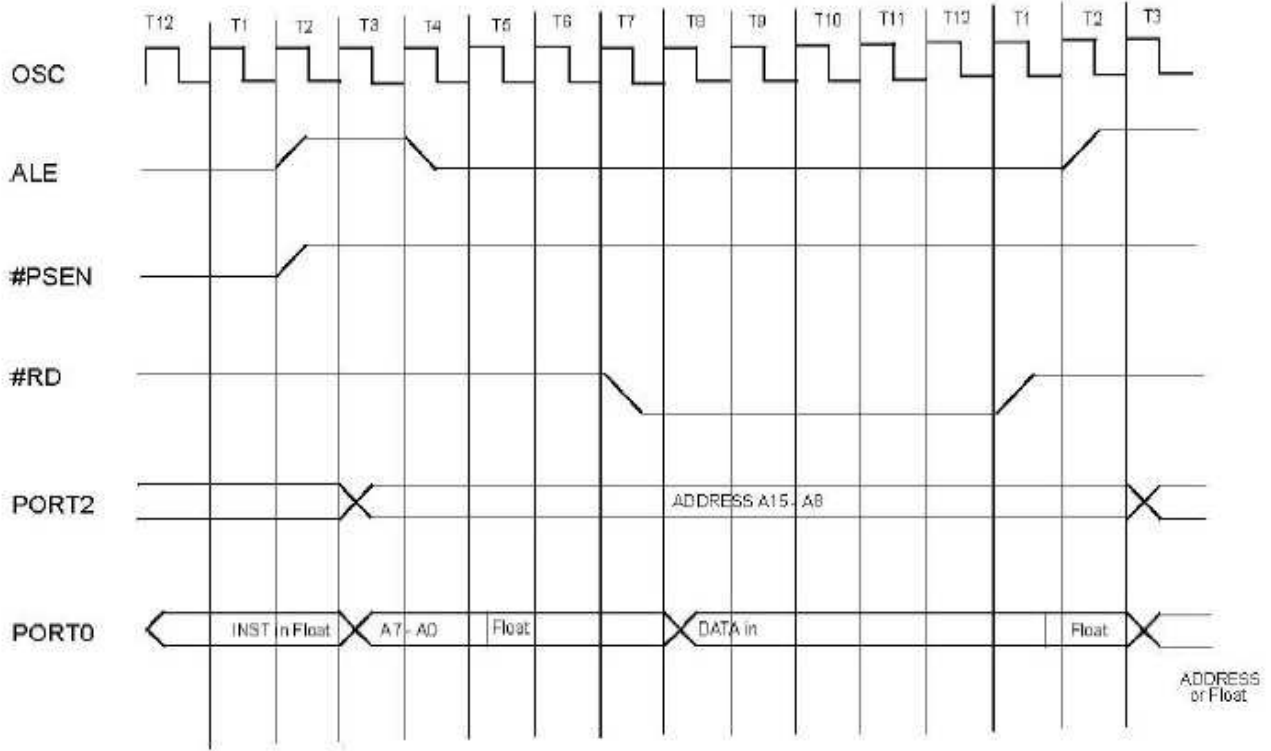 T12 T1 T2 T3 T4 T5 T6 T7 T8 T9 T10 T11 T12 T1 T2 T3
OSC
ALE
#PSEN
#RD
PORT2 ADDRESS A15 - A8
PORT0 INST in Float A7 - A0 Float DATA in Float
ADDRESS
or Float